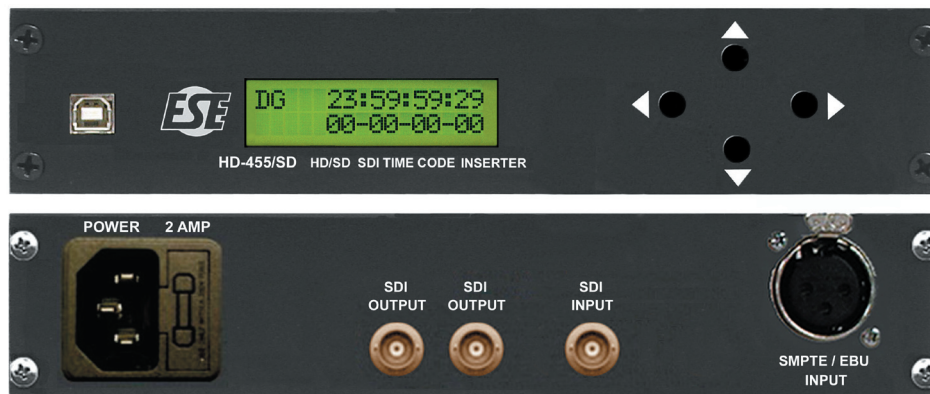 ESE
DG 23:59:59:29
00-00-00-00
HD-455/SD HD/SD SDI TIME CODE INSERTER
POWER 2 AMP
SDI OUTPUT
SDI OUTPUT
SDI INPUT
SMPTE / EBU
INPUT